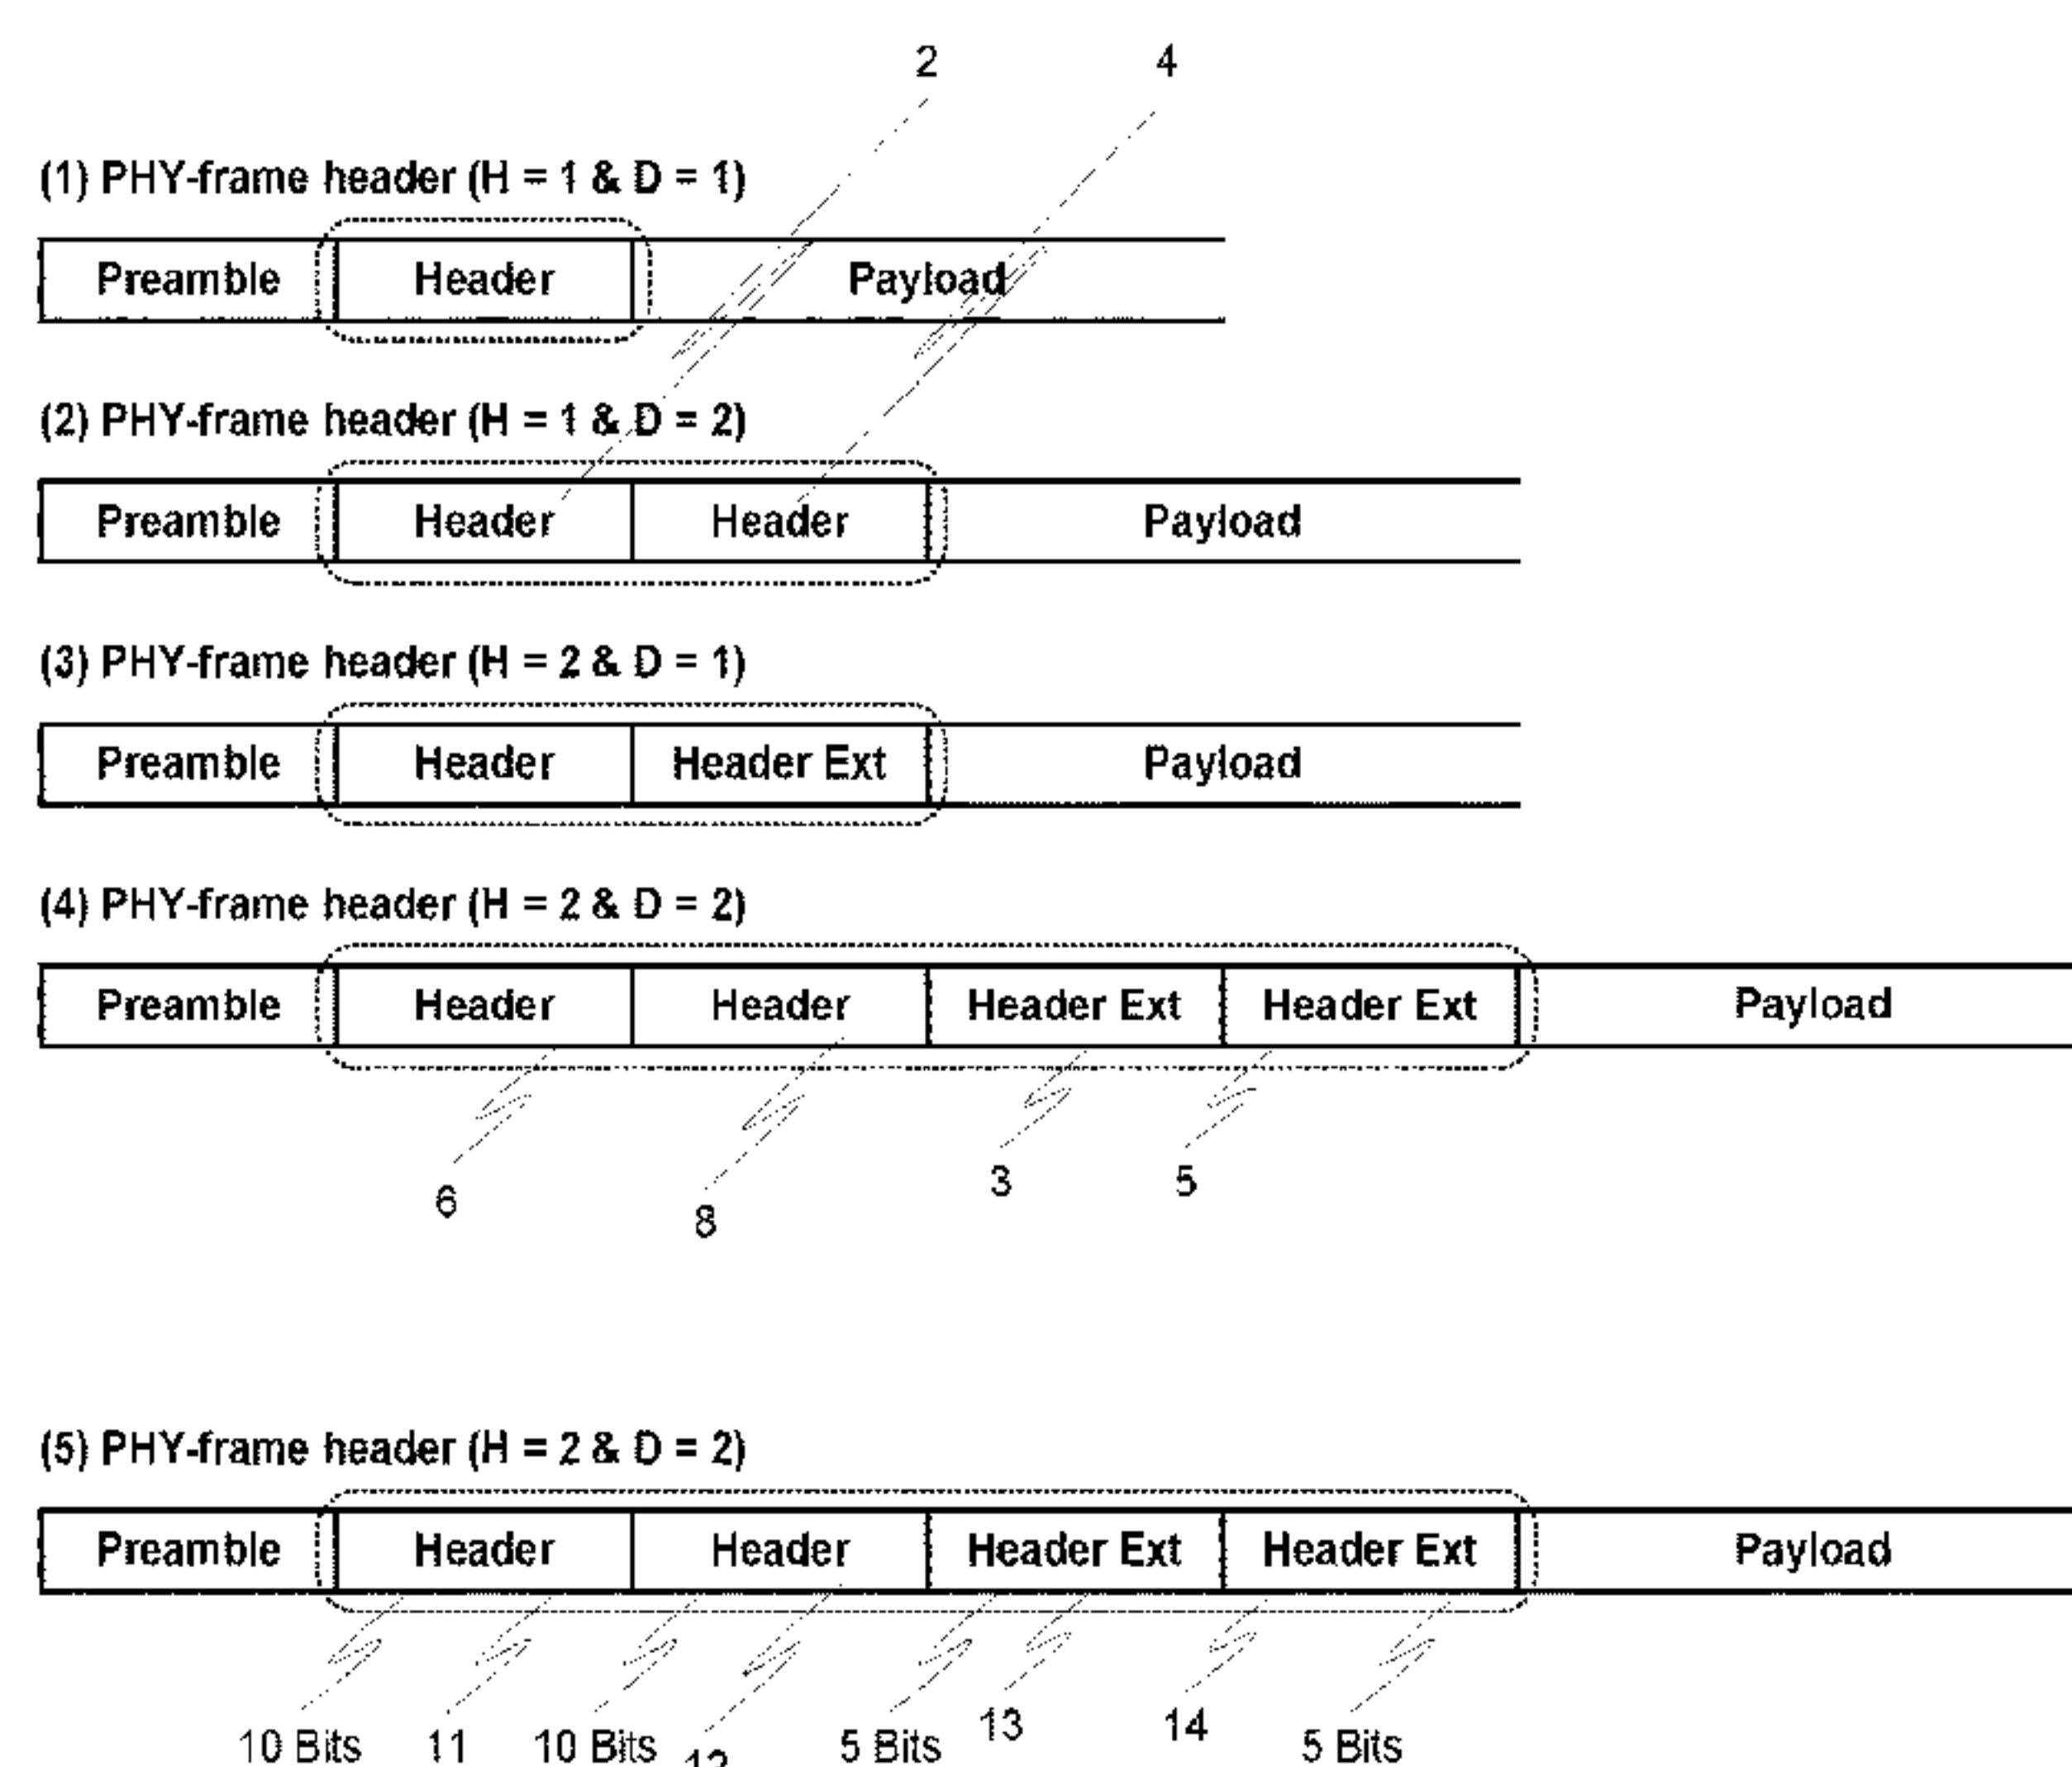 2 4
(1) PHY-frame header (H = 1 & D = 1)
Preamble Header Payload
(2) PHY-frame header (H = 1 & D = 2)
Preamble Header Header Payload
(3) PHY-frame header (H = 2 & D = 1)
Preamble Header Header Ext Payload
(4) PHY-frame header (H = 2 & D = 2)
Preamble Header Header Header Ext Header Ext Payload
6 8 3 5
(5) PHY-frame header (H = 2 & D = 2)
Preamble Header Header Header Ext Header Ext Payload
10 Bits 11 10 Bits 12 5 Bits 13 14 5 Bits